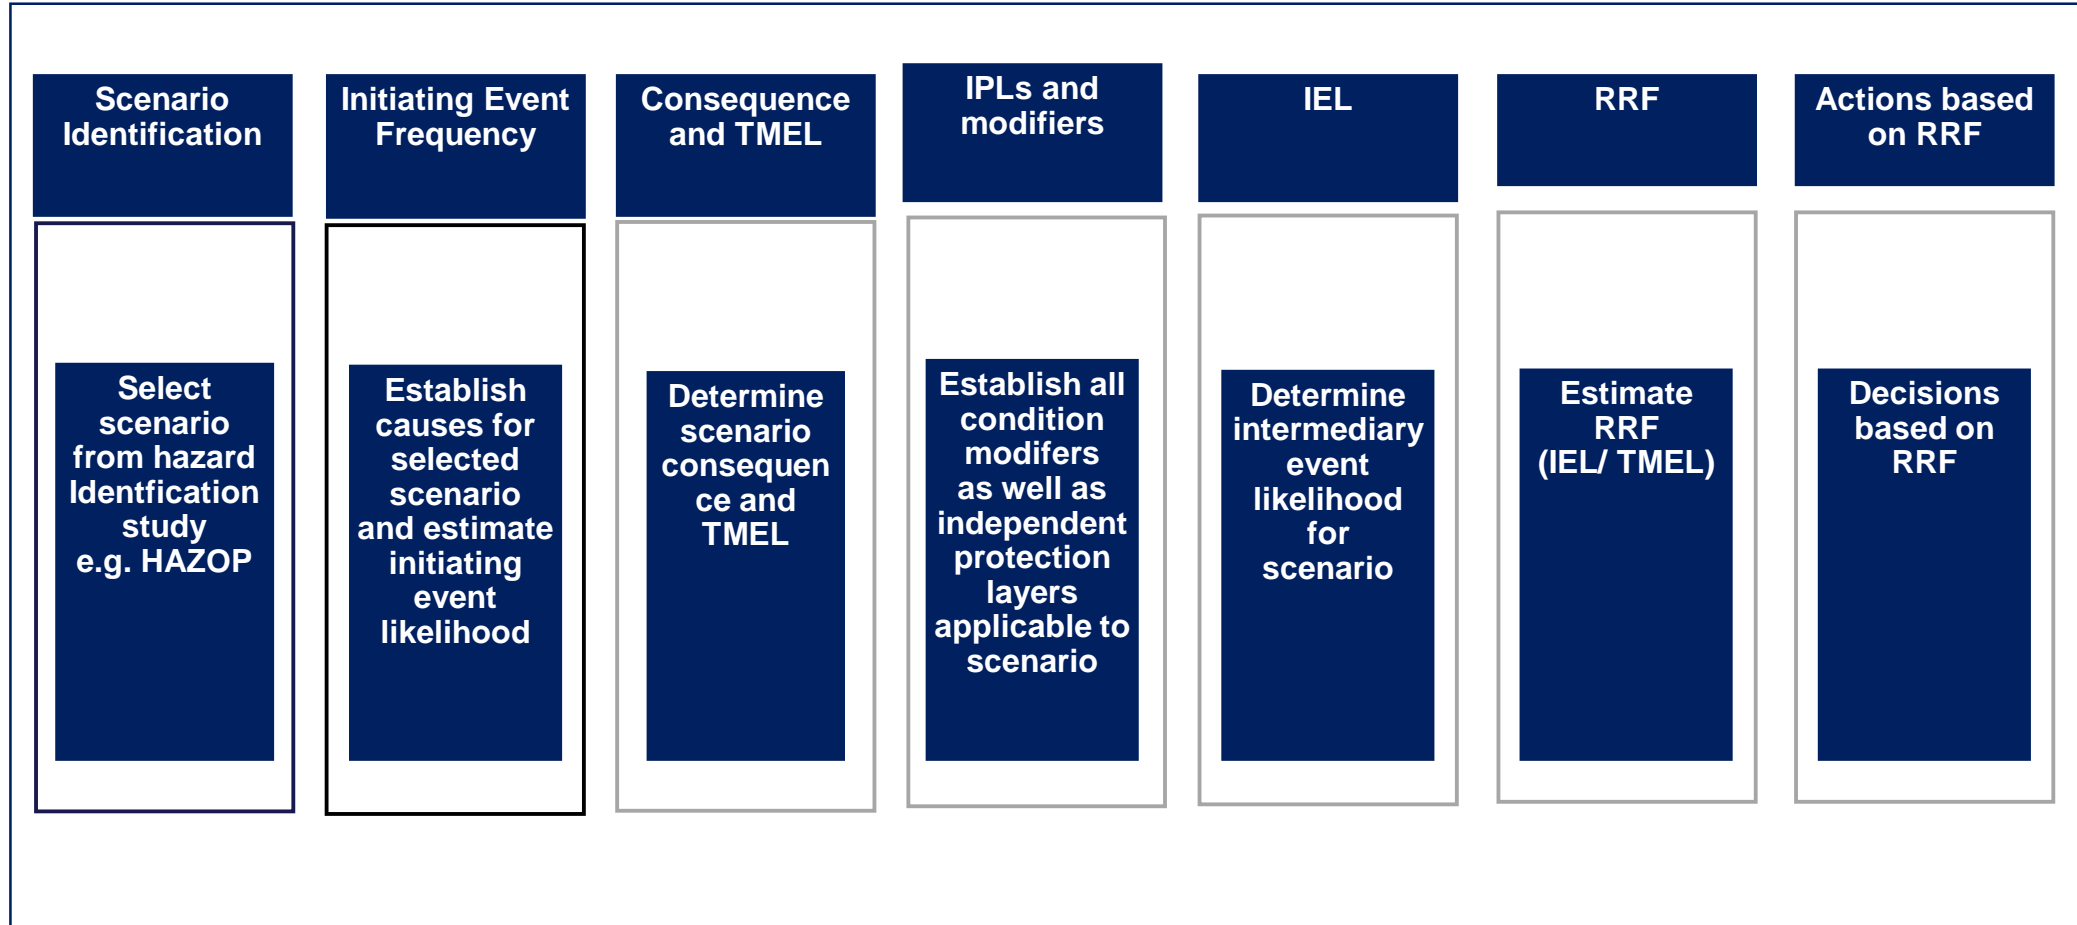 Scenario
Identification
Initiating Event
Frequency
Consequence
and TMEL
IPLs and
modifiers
IEL
RRF
Actions based
on RRF
Select
scenario
from hazard
Identfication
study
e.g. HAZOP
Establish
causes for
selected
scenario
and estimate
initiating
event
likelihood
Determine
scenario
consequen
ce and
TMEL
Establish all
condition
modifers
as well as
independent
protection
layers
applicable to
scenario
Determine
intermediary
event
likelihood
for
scenario
Estimate
RRF
(IEL/ TMEL)
Decisions
based on
RRF